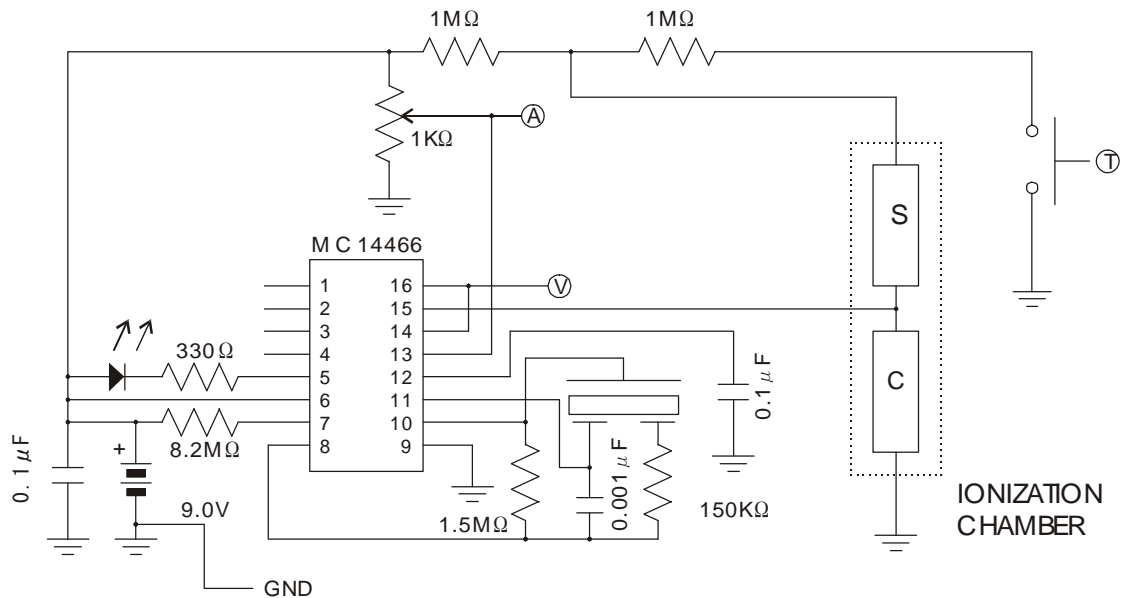 1MΩ
1MΩ
A
1KΩ
T
MC14466
S
1 16
V
2 15
3 14
4 13
330Ω
5 12
6 11
C
7 10
8 9
0.1μF
8.2MΩ
+
0.1μF
9.0V
0.001μF
1.5MΩ
150KΩ
IONIZATION
CHAMBER
GND